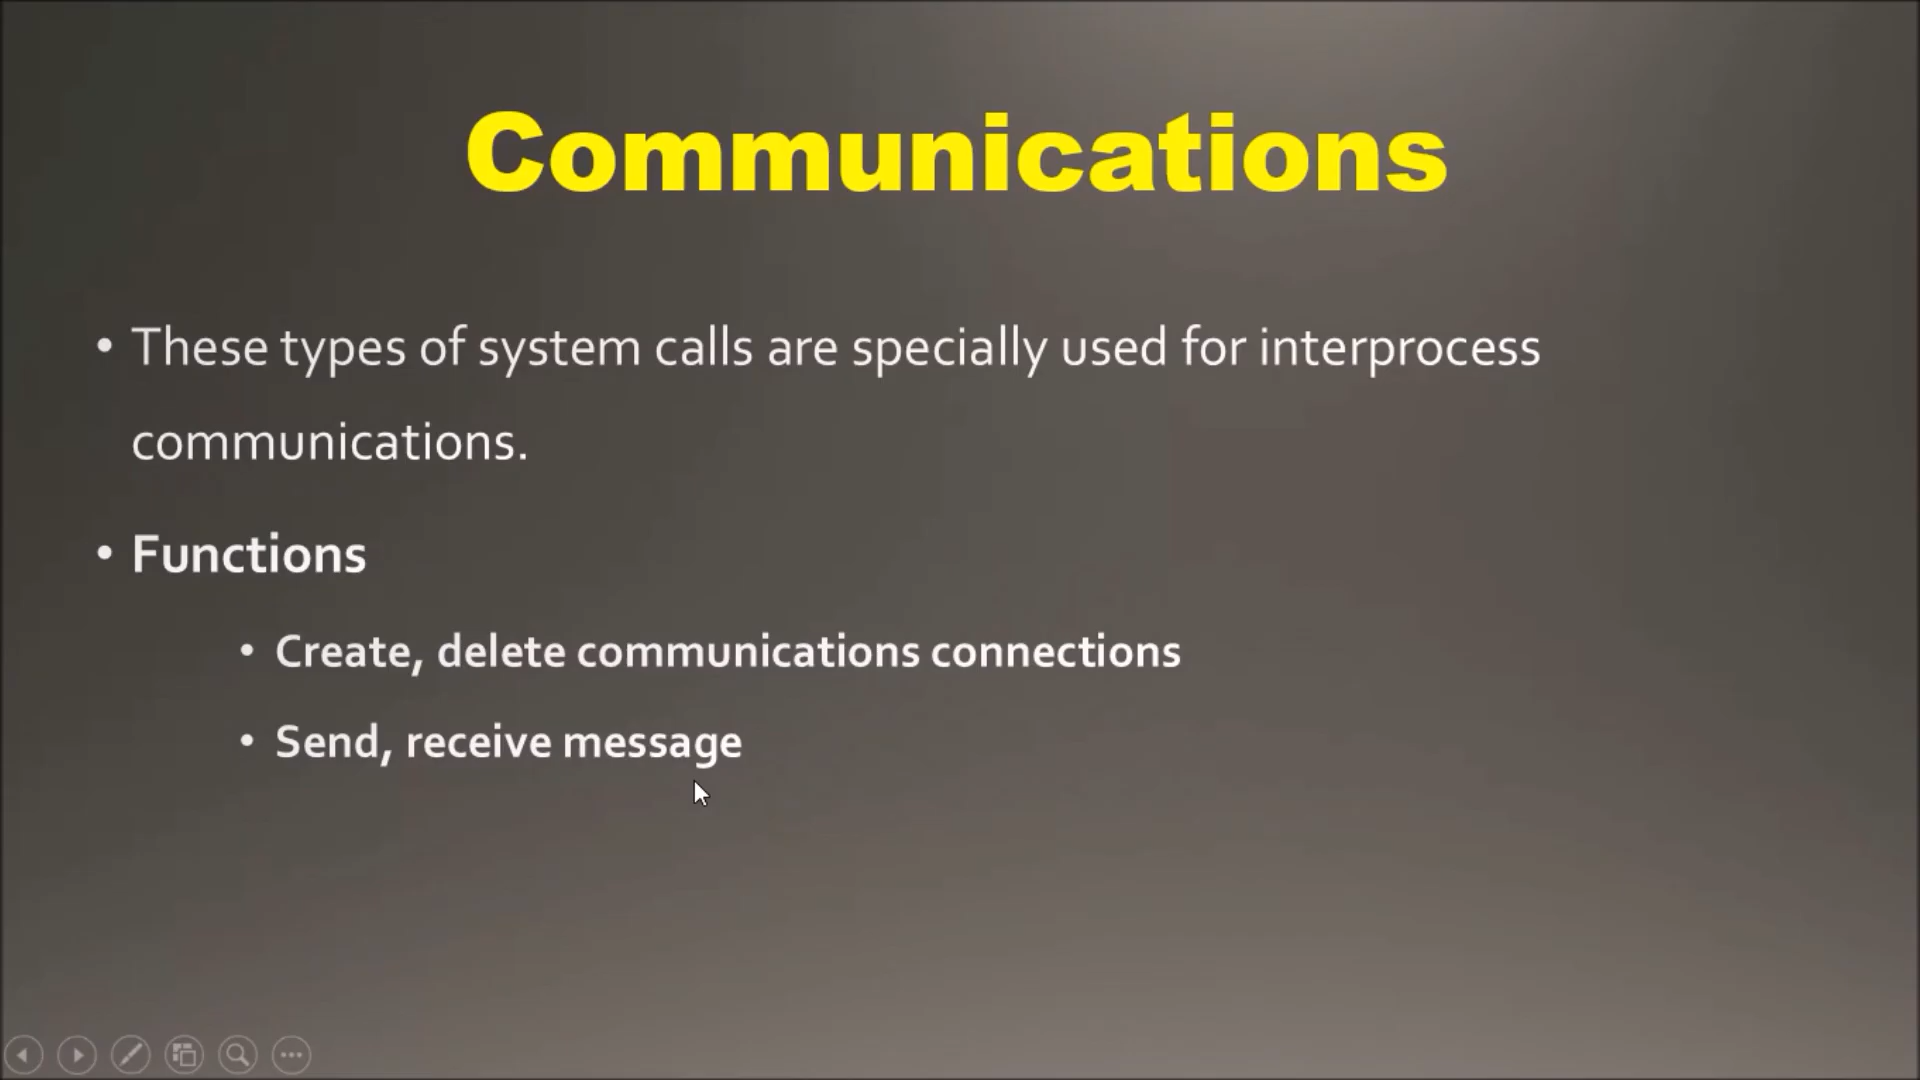 Communications
• These types of system calls are specially used for interprocess
communications.
• Functions
• Create, delete communications connections
• Send, receive message